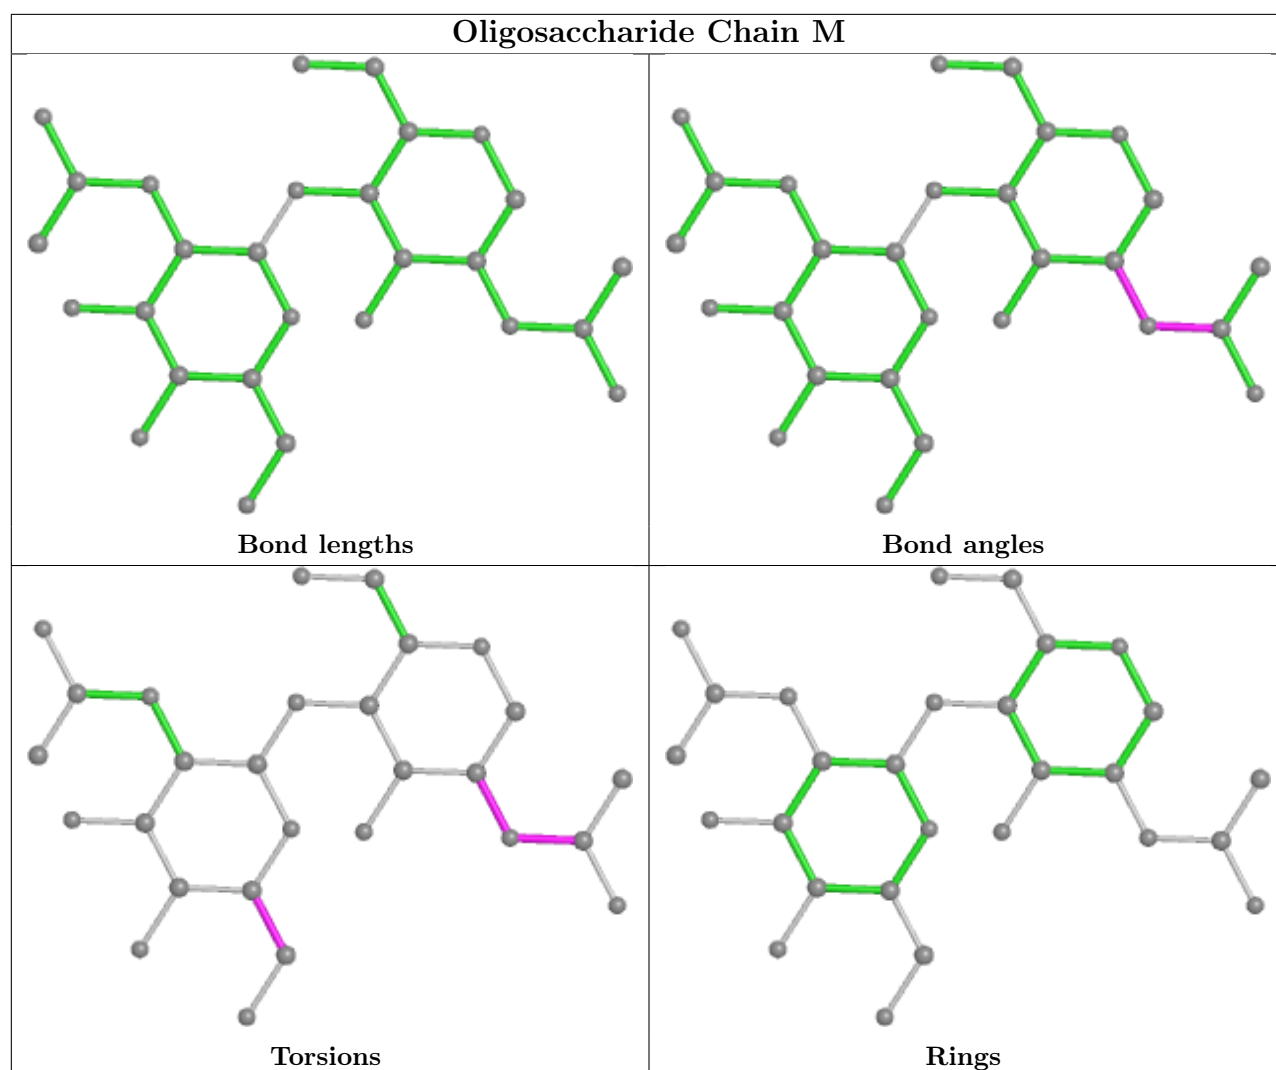 Oligosaccharide Chain M
Bond lengths
Bond angles
Torsions
Rings